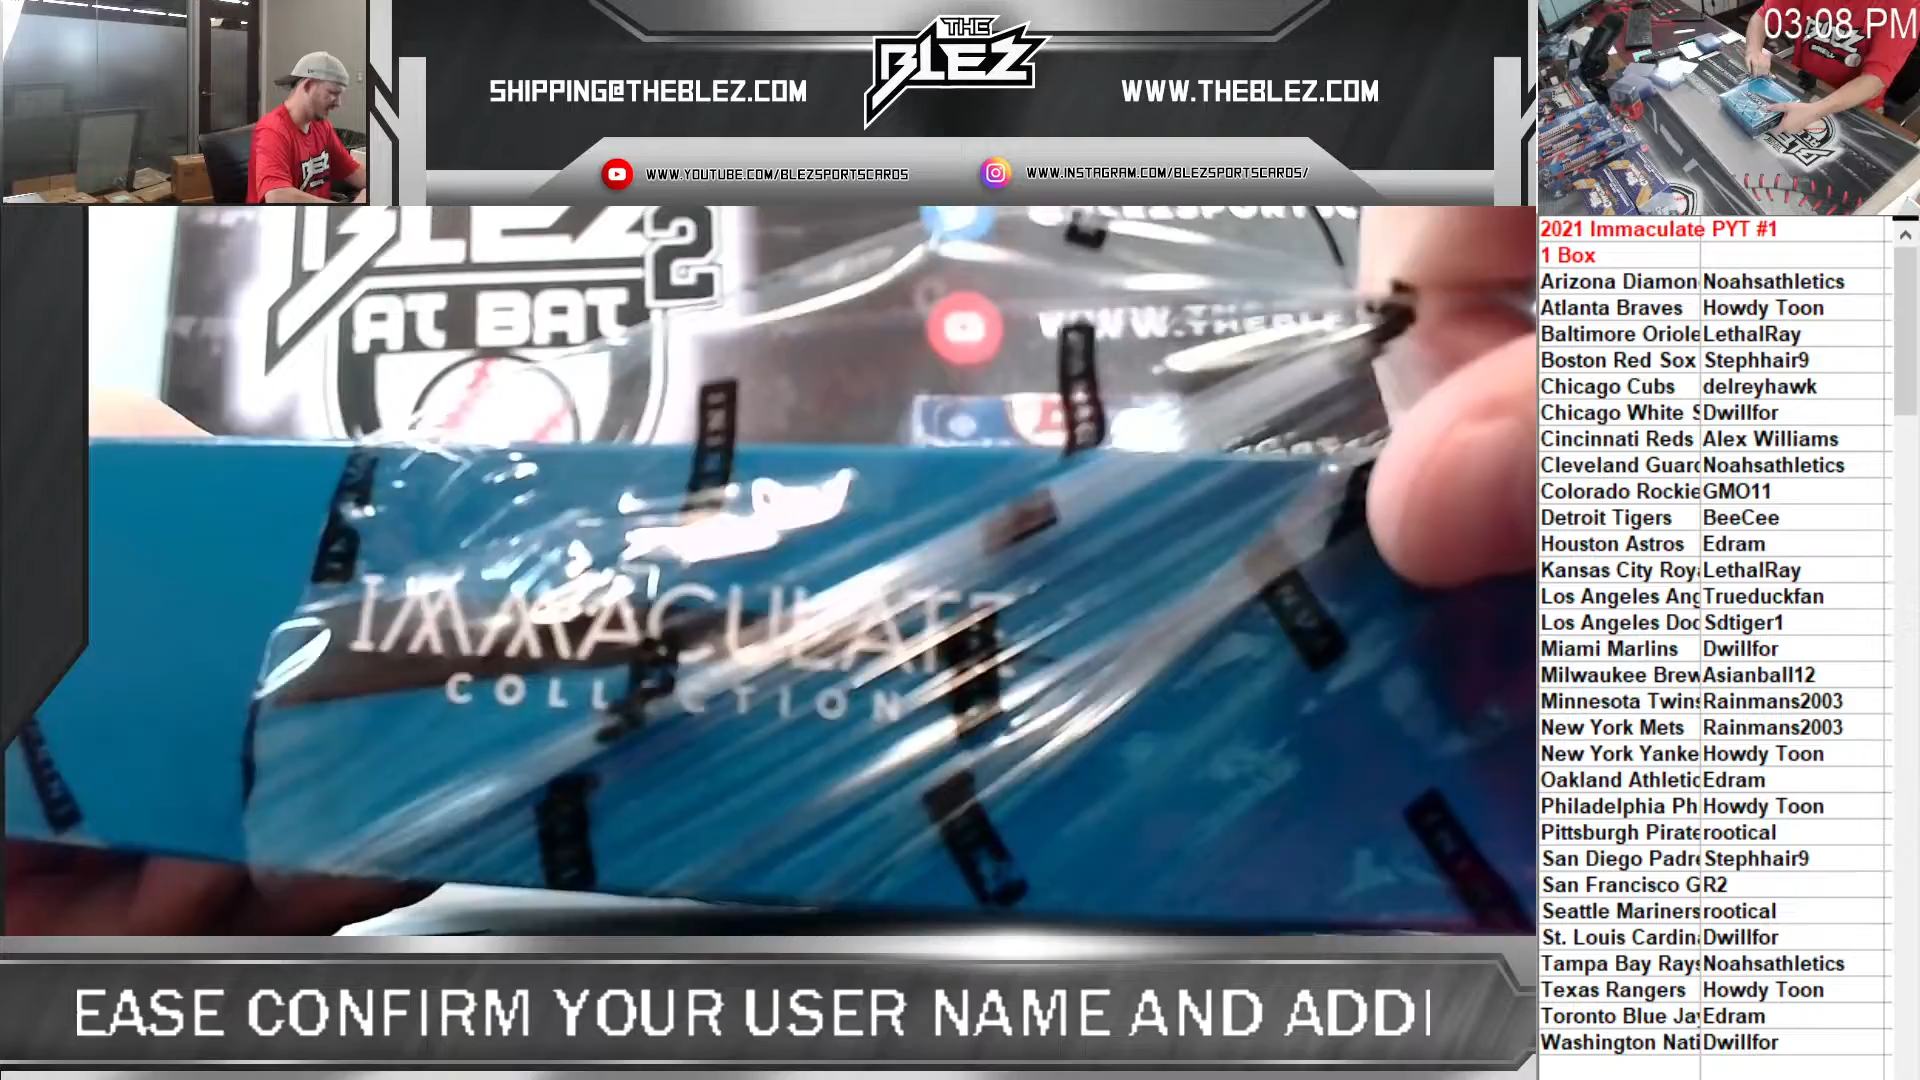 THE
BLEZ
SHIPPING@THEBLEZ.COM
WWW.THEBLEZ.COM
WWW.YOUTUBE.COM/BLEZSPORTSCARDS
WWW.INSTAGRAM.COM/BLEZSPORTSCARDS/
03:08 PM
BLEZ 2
AT BAT
IMMACULATE
COLLECTION
2021 Immaculate PYT #1
1 Box
Arizona Diamon Noahsathletics
Atlanta Braves Howdy Toon
Baltimore Oriole LethalRay
Boston Red Sox Stephhair9
Chicago Cubs delreyhawk
Chicago White S Dwillfor
Cincinnati Reds Alex Williams
Cleveland Guard Noahsathletics
Colorado Rockie GMO11
Detroit Tigers BeeCee
Houston Astros Edram
Kansas City Roya LethalRay
Los Angeles Ang Trueduckfan
Los Angeles Dod Sdtiger1
Miami Marlins Dwillfor
Milwaukee Brew Asianball12
Minnesota Twins Rainmans2003
New York Mets Rainmans2003
New York Yanke Howdy Toon
Oakland Athletic Edram
Philadelphia Ph Howdy Toon
Pittsburgh Pirate rootical
San Diego Padre Stephhair9
San Francisco G R2
Seattle Mariners rootical
St. Louis Cardina Dwillfor
Tampa Bay Rays Noahsathletics
Texas Rangers Howdy Toon
Toronto Blue Jay Edram
Washington Nati Dwillfor
EASE CONFIRM YOUR USER NAME AND ADD